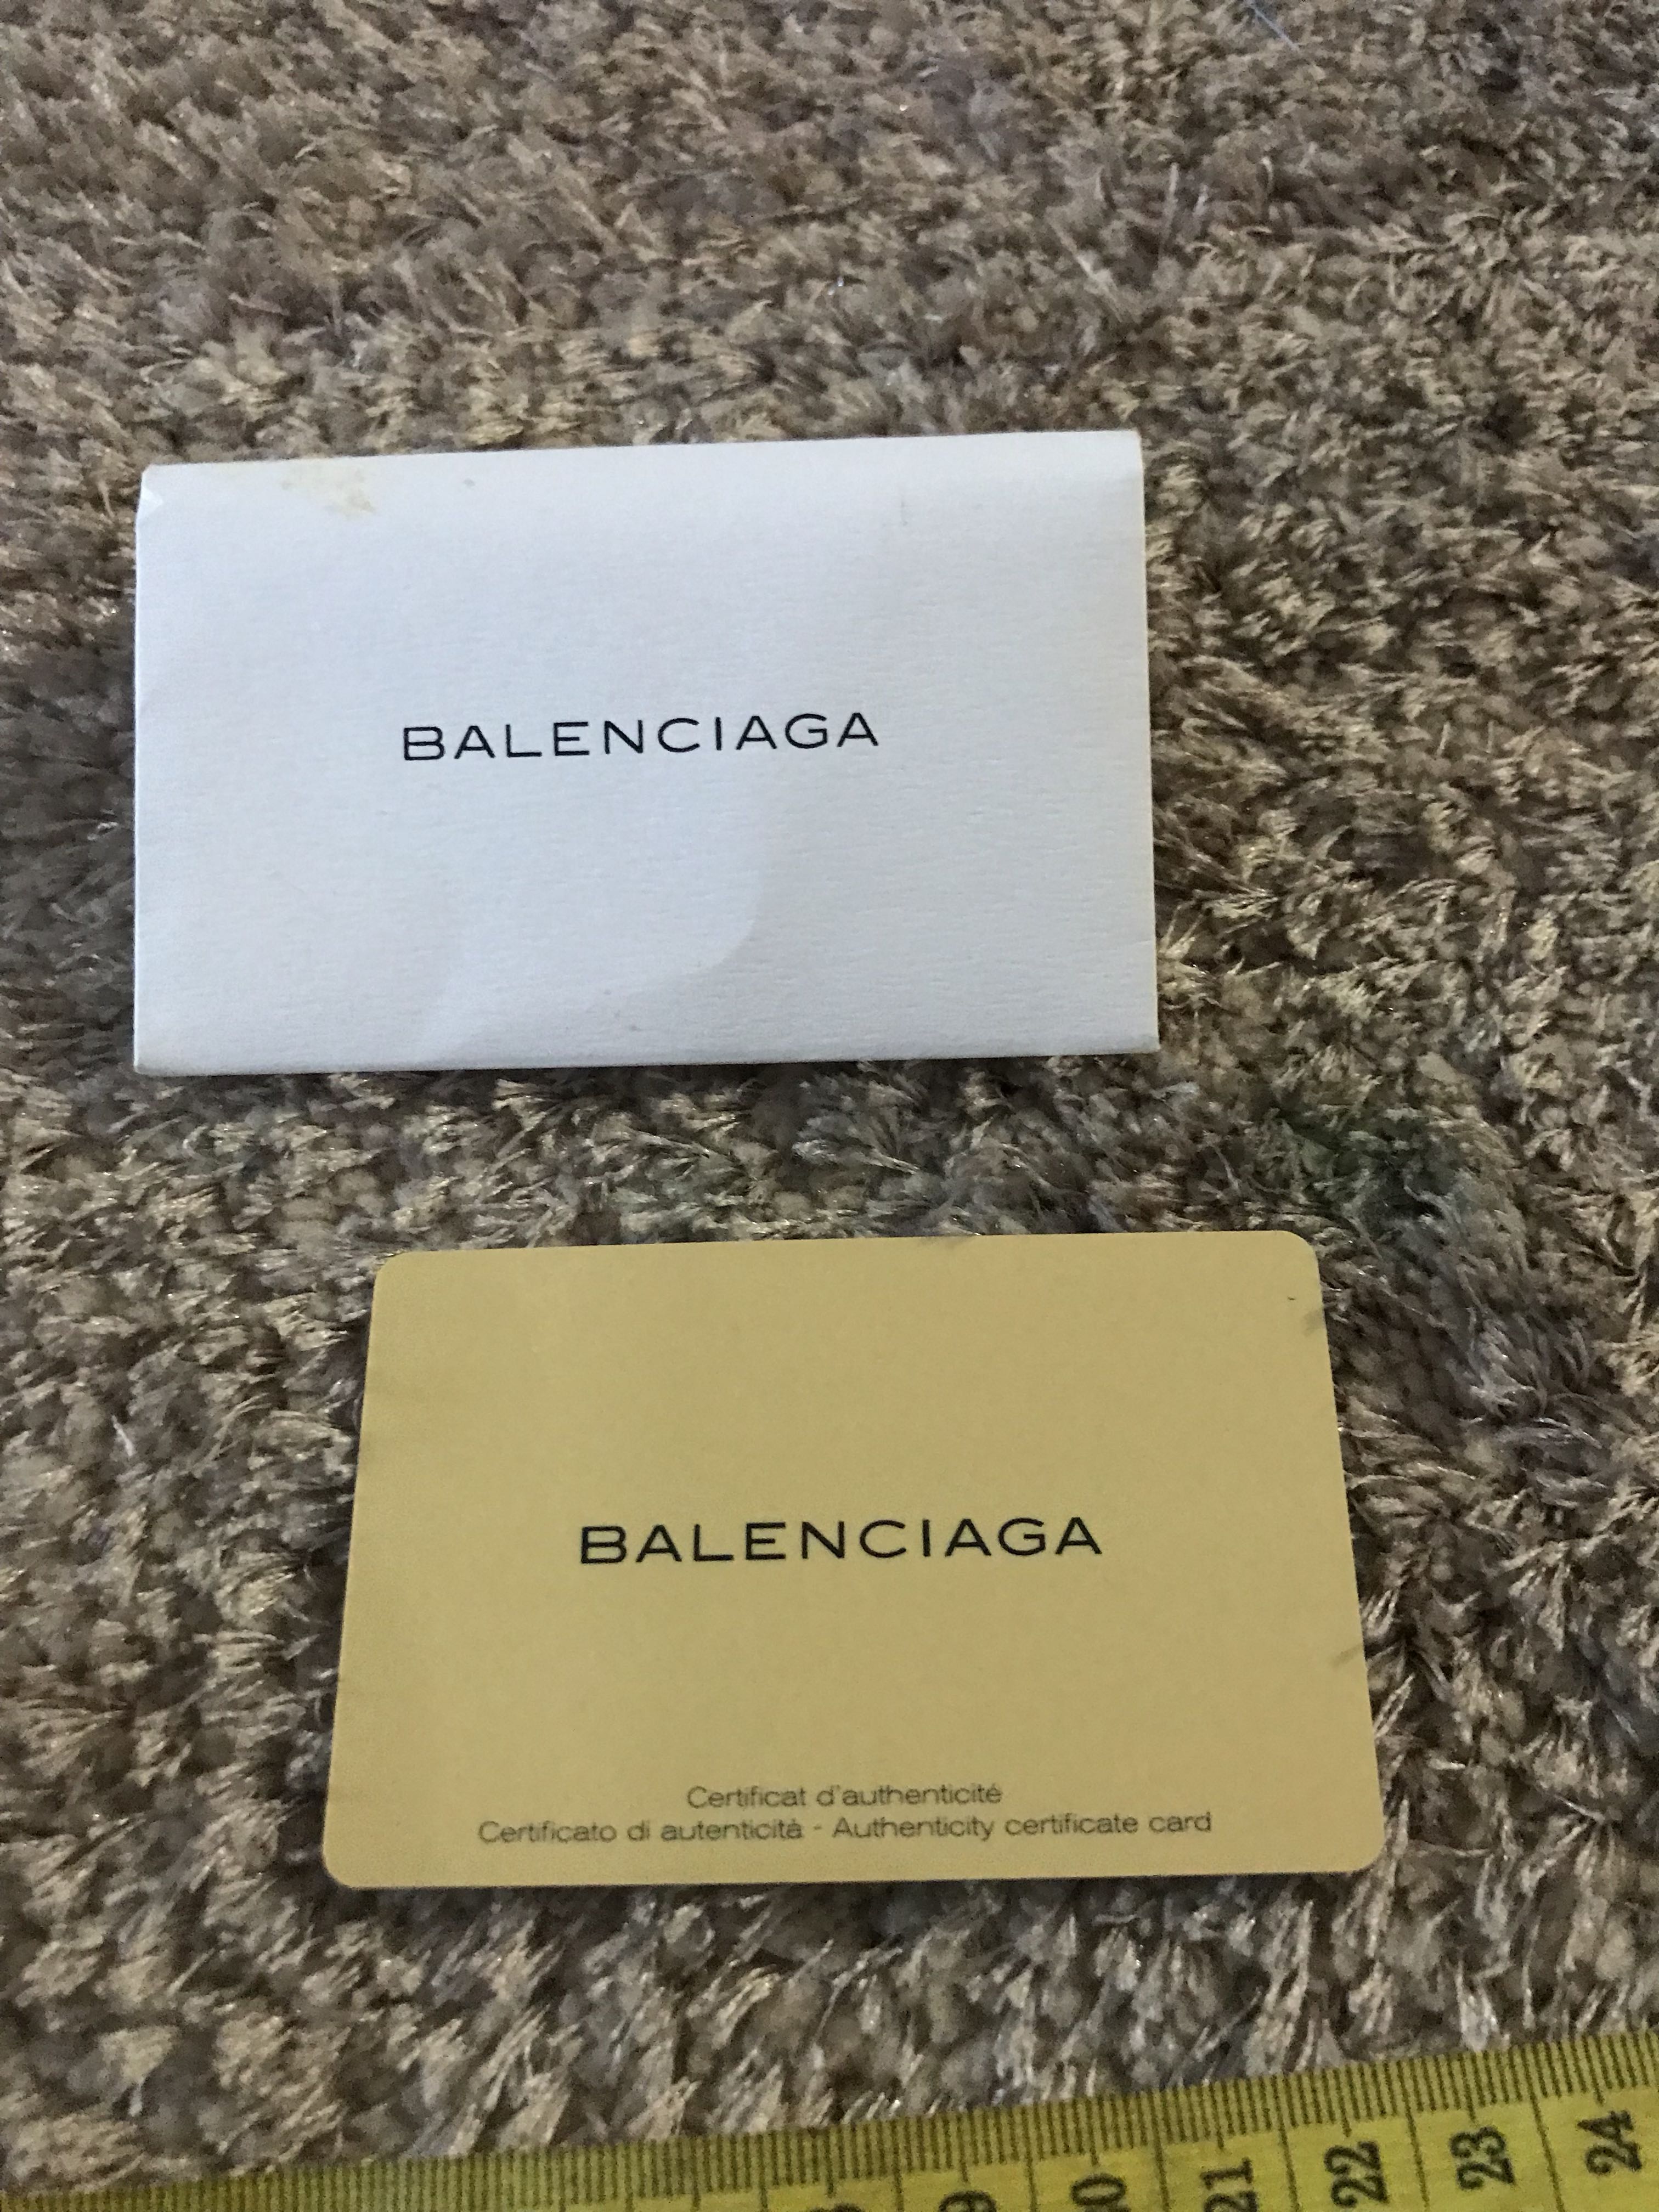 BALENCIAGA
BALENCIAGA
Certificat d'authenticité
Certificato di autenticità - Authenticity certificate card
21
22
23
24